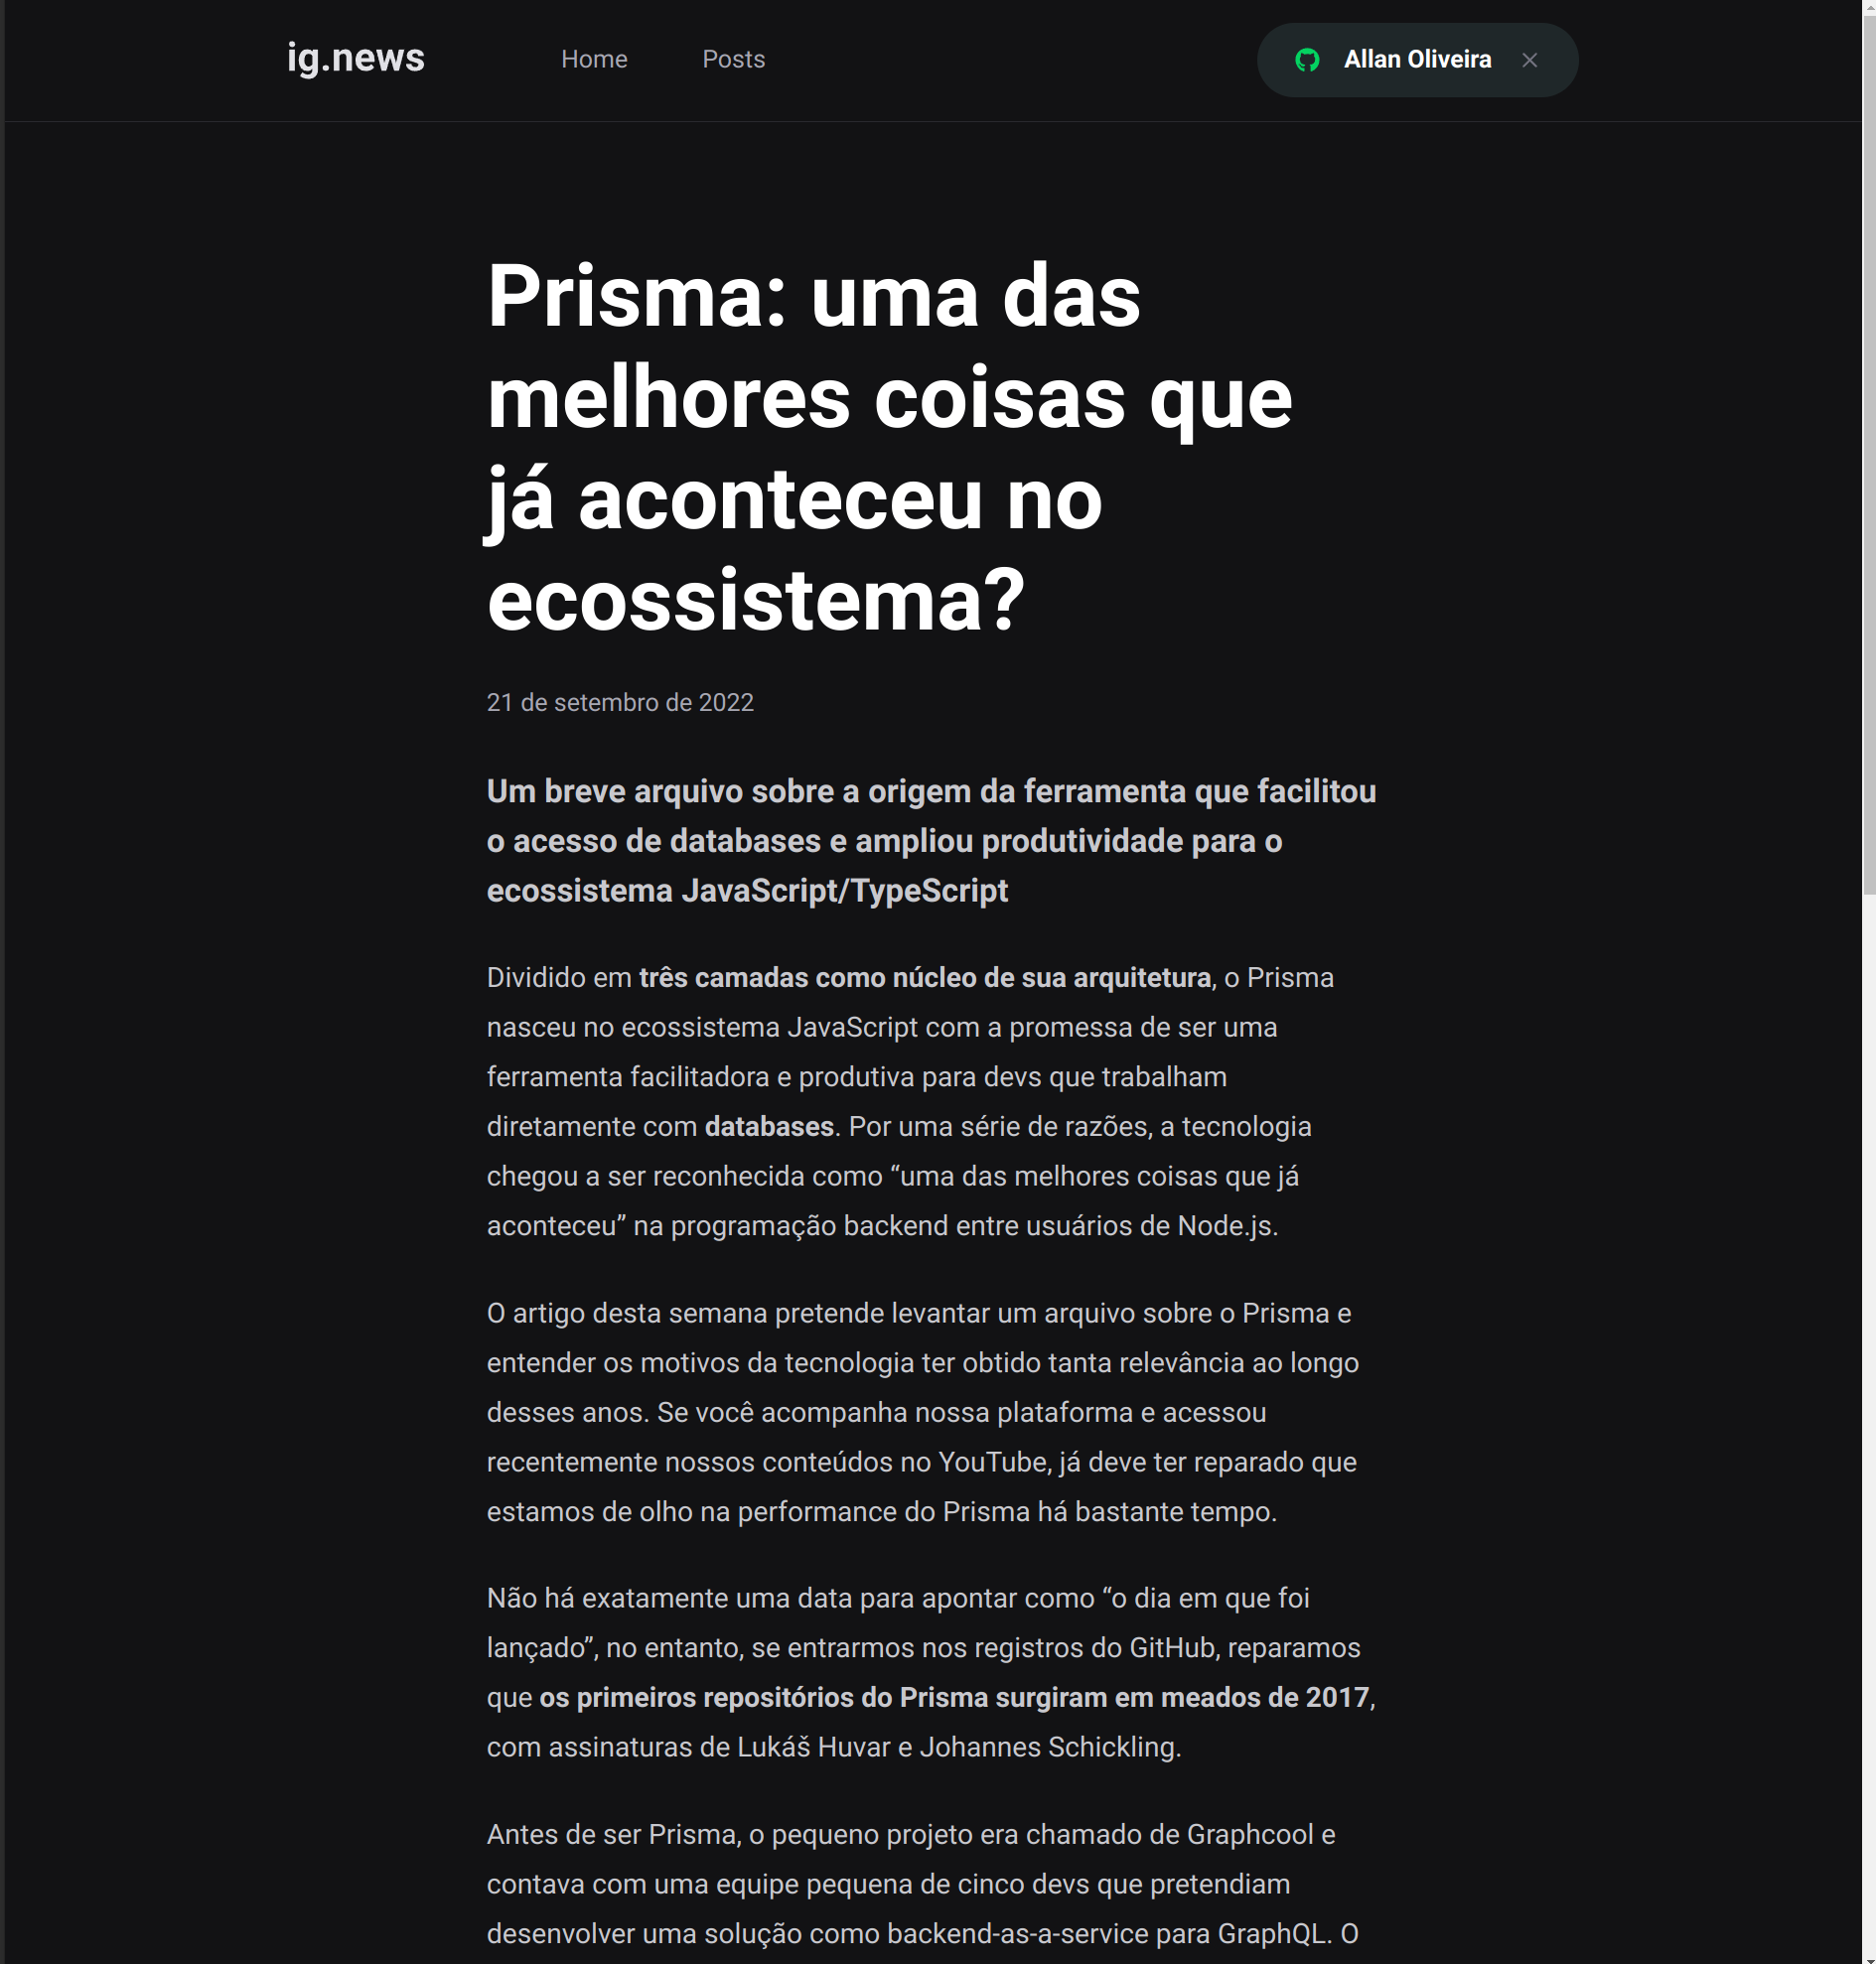 ig.news
Home
Posts
Allan Oliveira
Prisma: uma das
melhores coisas que
já aconteceu no
ecossistema?
21 de setembro de 2022
Um breve arquivo sobre a origem da ferramenta que facilitou
o acesso de databases e ampliou produtividade para o
ecossistema JavaScript/TypeScript
Dividido em três camadas como núcleo de sua arquitetura, o Prisma
nasceu no ecossistema JavaScript com a promessa de ser uma
ferramenta facilitadora e produtiva para devs que trabalham
diretamente com databases. Por uma série de razões, a tecnologia
chegou a ser reconhecida como “uma das melhores coisas que já
aconteceu” na programação backend entre usuários de Node.js.
O artigo desta semana pretende levantar um arquivo sobre o Prisma e
entender os motivos da tecnologia ter obtido tanta relevância ao longo
desses anos. Se você acompanha nossa plataforma e acessou
recentemente nossos conteúdos no YouTube, já deve ter reparado que
estamos de olho na performance do Prisma há bastante tempo.
Não há exatamente uma data para apontar como “o dia em que foi
lançado”, no entanto, se entrarmos nos registros do GitHub, reparamos
que os primeiros repositórios do Prisma surgiram em meados de 2017,
com assinaturas de Lukáš Huvar e Johannes Schickling.
Antes de ser Prisma, o pequeno projeto era chamado de Graphcool e
contava com uma equipe pequena de cinco devs que pretendiam
desenvolver uma solução como backend-as-a-service para GraphQL. O